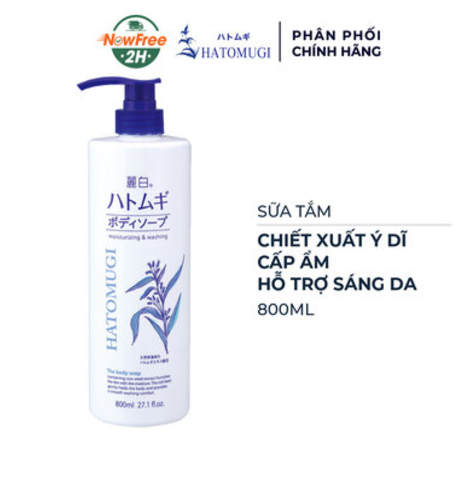 NowFree
2H
ハトムギ
HATOMUGI
PHÂN PHỐI
CHÍNH HÃNG
麗白®
ハトムギ
ボディソープ
moisturizing & washing
HATOMUGI
The body soap
800ml 27.1 fl.oz.
SỮA TẮM
CHIẾT XUẤT Ý DĨ
CẤP ẨM
HỖ TRỢ SÁNG DA
800ML